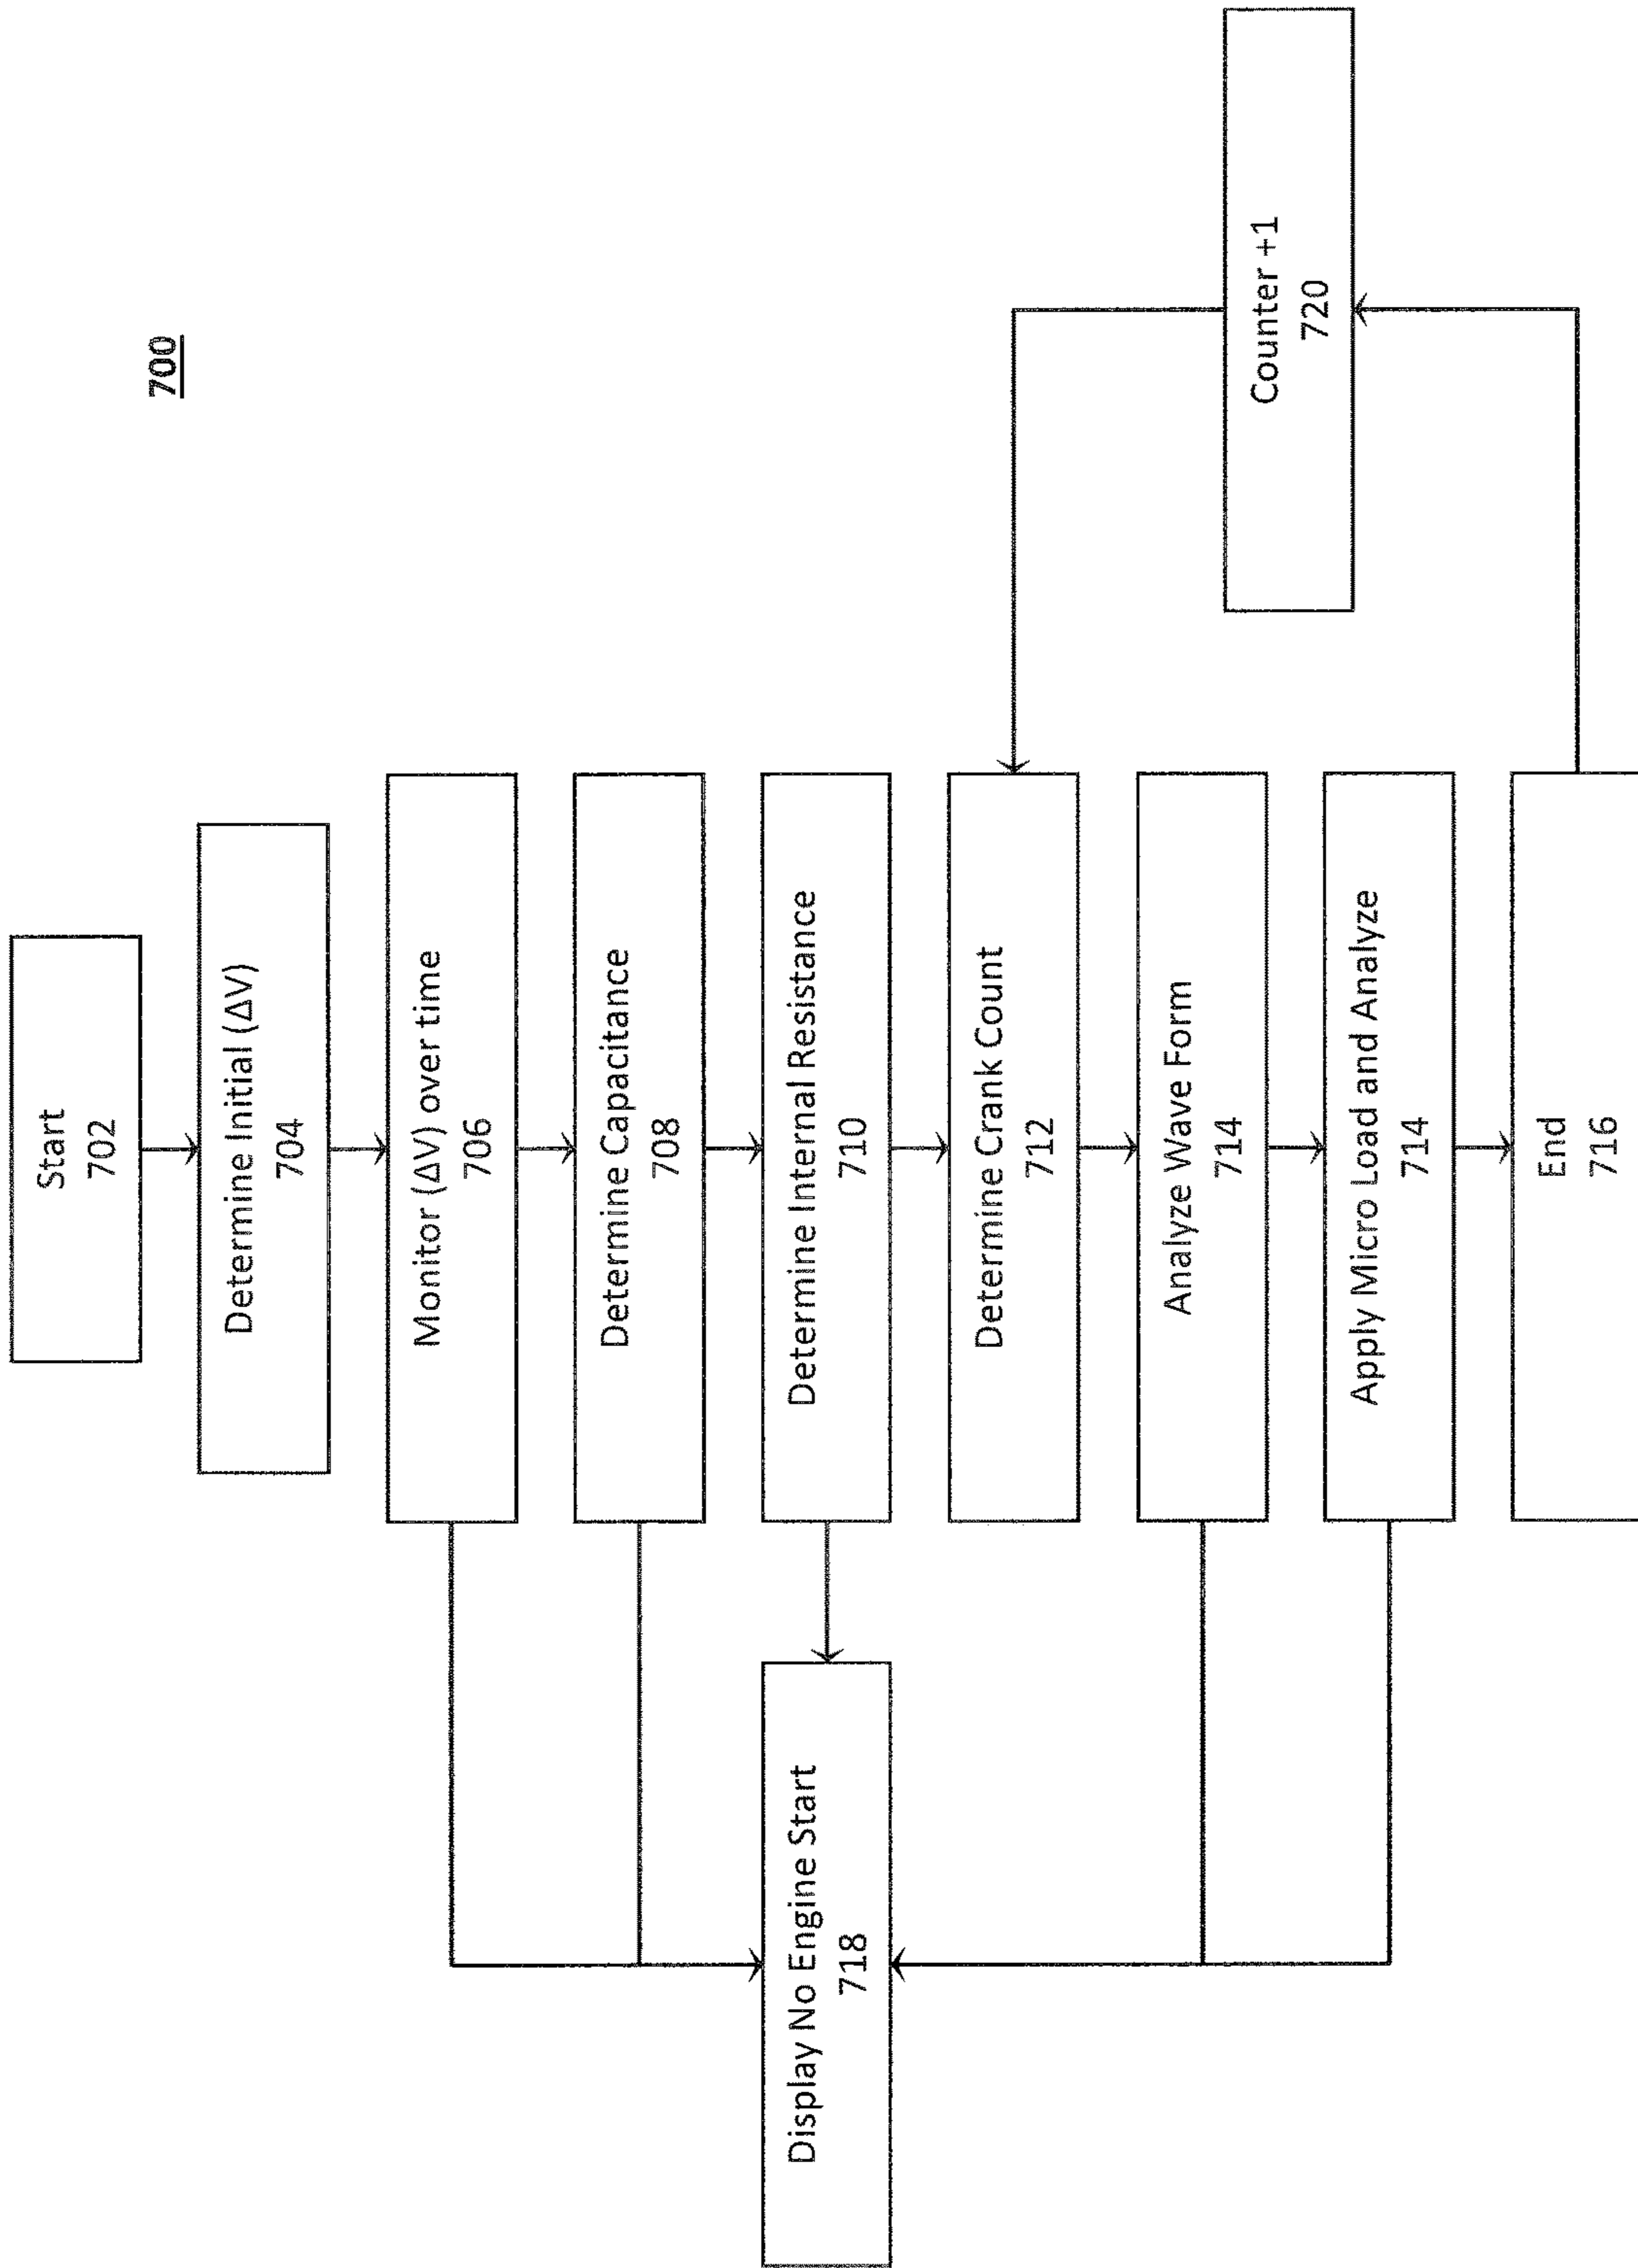 700
Start
702
Determine Initial (ΔV)
704
Monitor (ΔV) over time
706
Determine Capacitance
708
Determine Internal Resistance
710
Determine Crank Count
712
Analyze Wave Form
714
Apply Micro Load and Analyze
714
End
716
Display No Engine Start
718
Counter +1
720